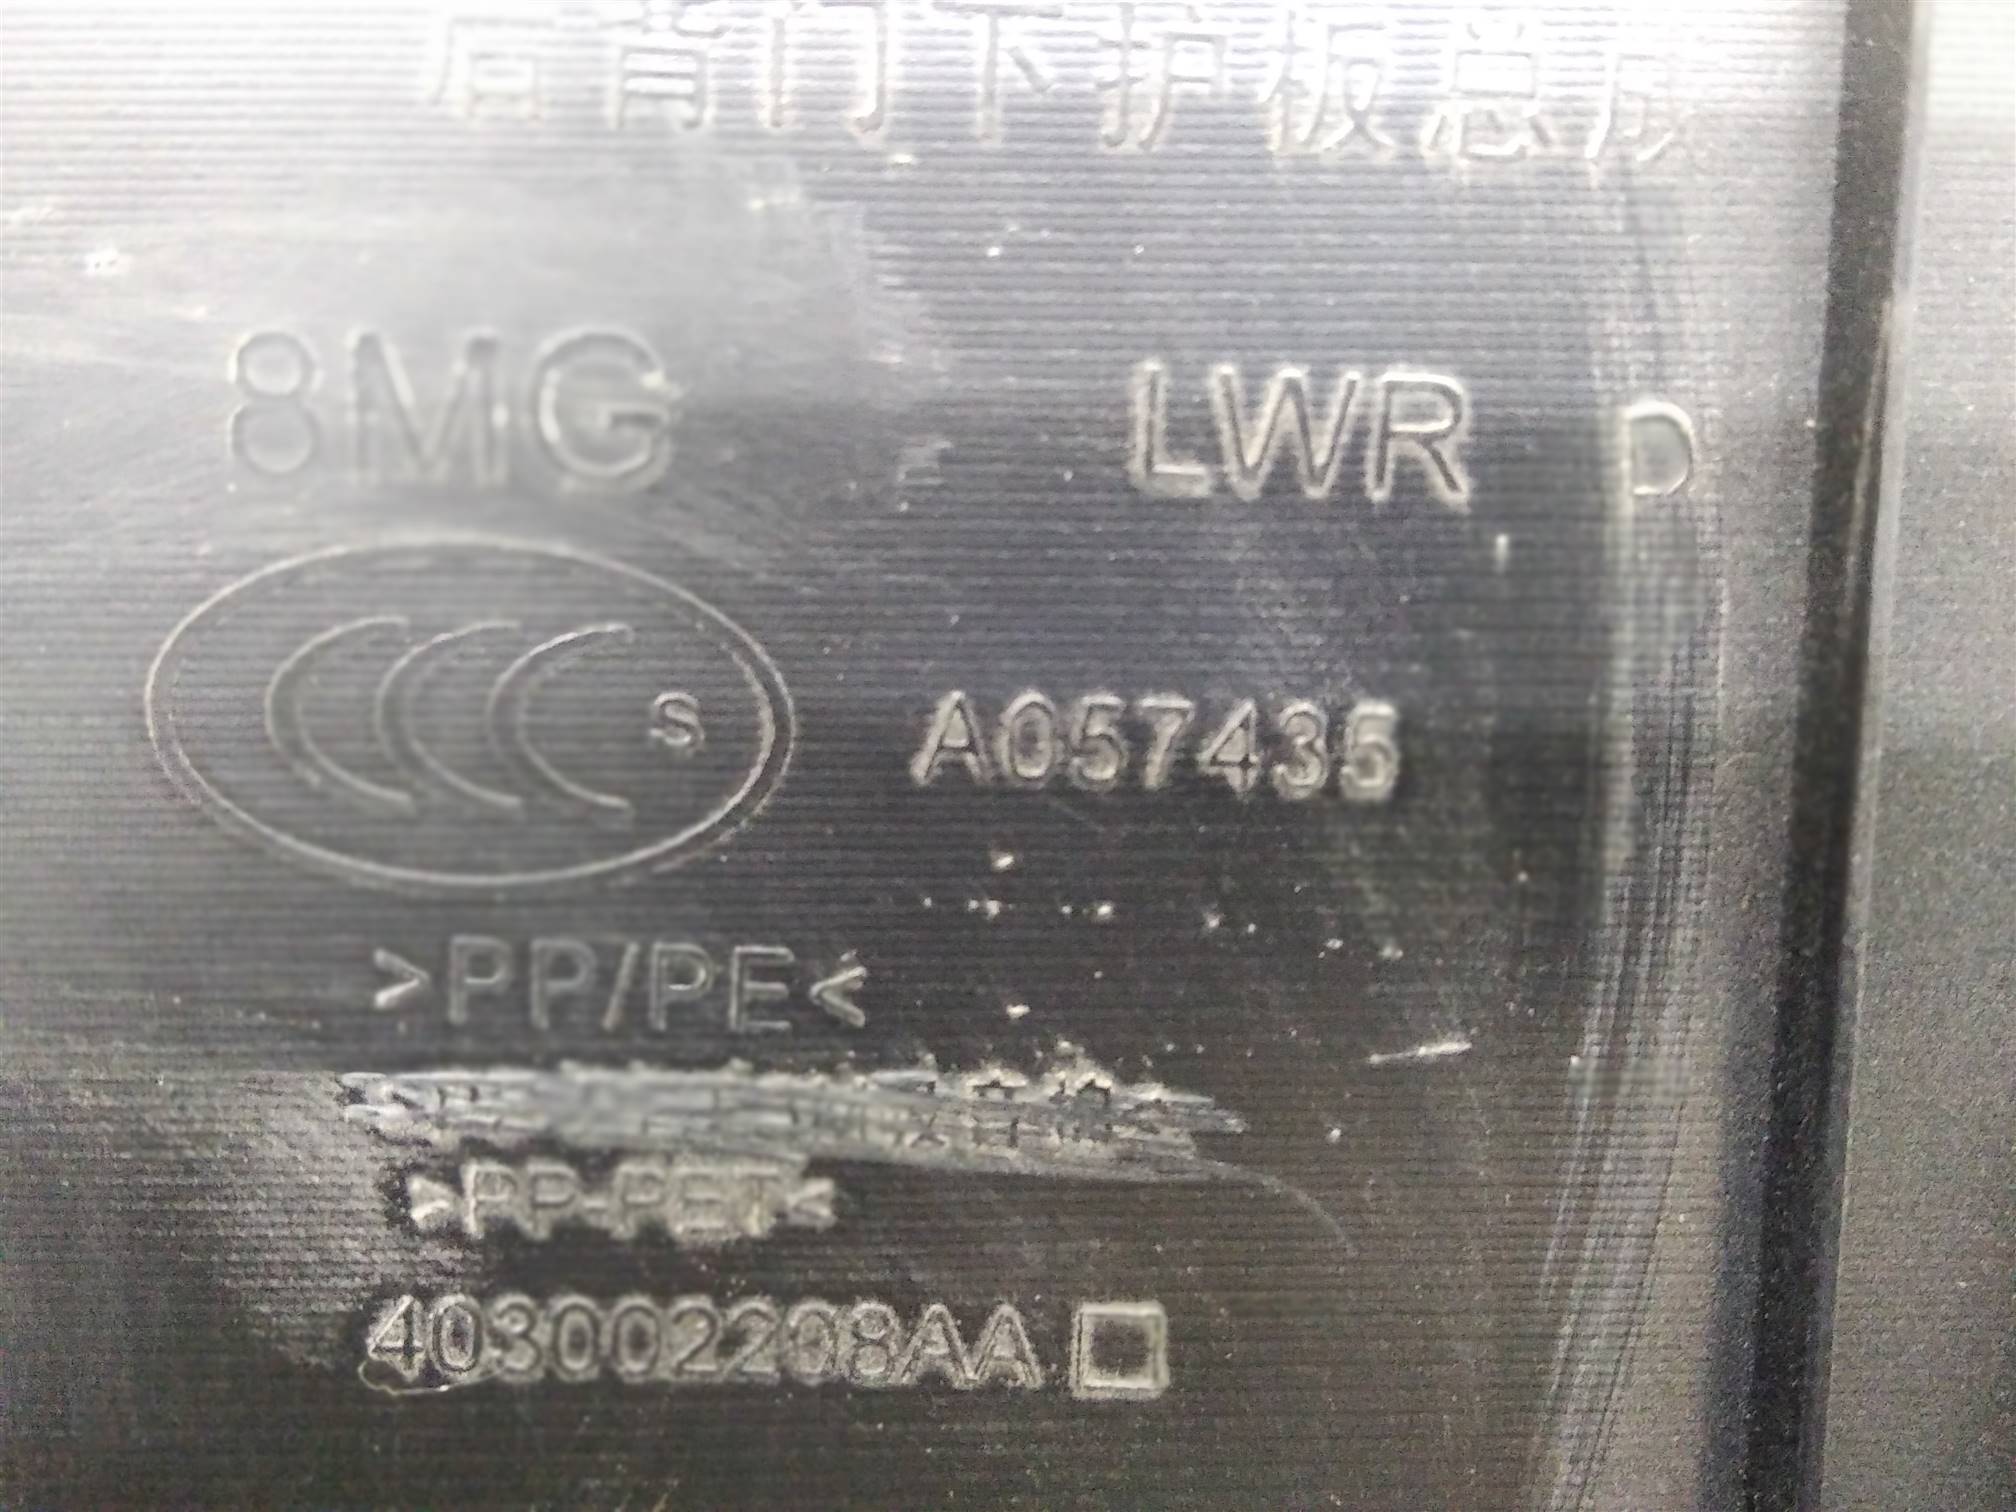 后背门下护板总成
8MG LWR D
CCC S A057435
>PP/PE<
>PP-PET<
403002208AA